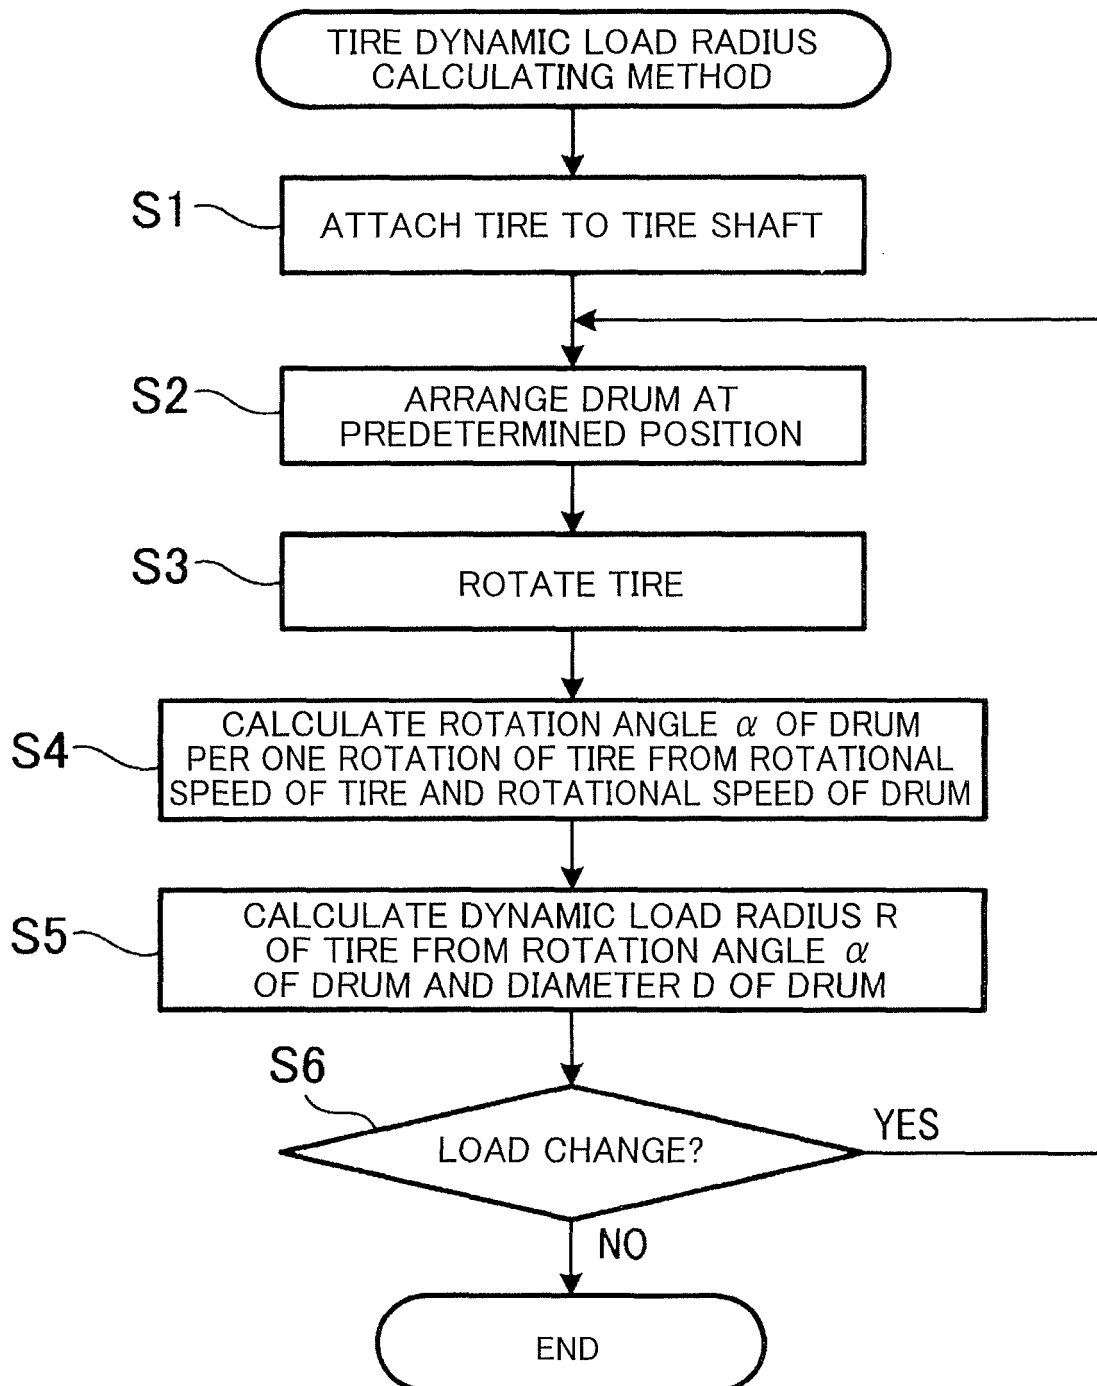 TIRE DYNAMIC LOAD RADIUS
CALCULATING METHOD
S1
ATTACH TIRE TO TIRE SHAFT
S2
ARRANGE DRUM AT
PREDETERMINED POSITION
S3
ROTATE TIRE
S4
CALCULATE ROTATION ANGLE α OF DRUM
PER ONE ROTATION OF TIRE FROM ROTATIONAL
SPEED OF TIRE AND ROTATIONAL SPEED OF DRUM
S5
CALCULATE DYNAMIC LOAD RADIUS R
OF TIRE FROM ROTATION ANGLE α
OF DRUM AND DIAMETER D OF DRUM
S6
LOAD CHANGE?
YES
NO
END